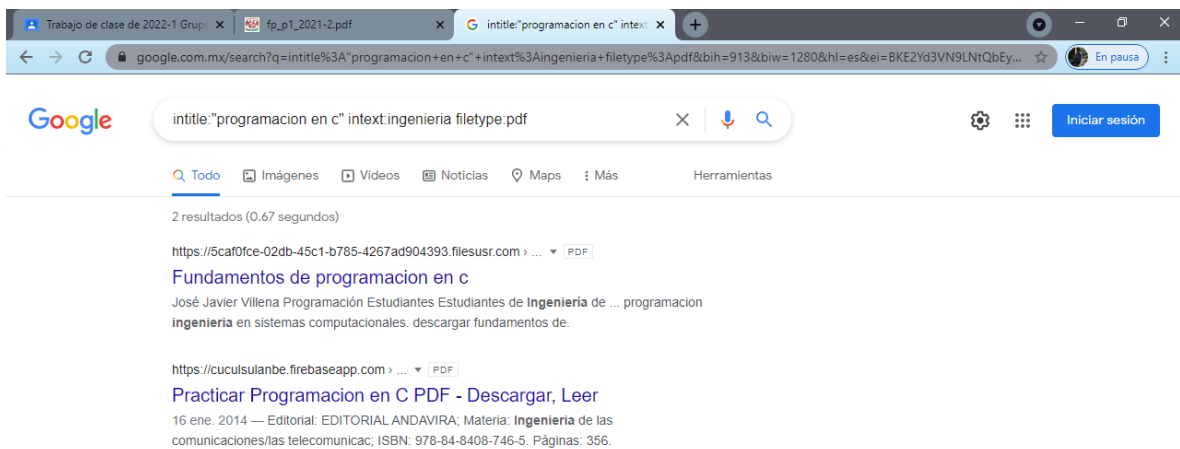 Trabajo de clase de 2022-1 Grup
fp_p1_2021-2.pdf
intitle:"programacion en c" intext
google.com.mx/search?q=intitle%3A"programacion+en+c"+intext%3Aingenieria+filetype%3Apdf&bih=913&biw=1280&hl=es&ei=BKE2Yd3VN9LNtQbEy...
En pausa
Google
intitle:"programacion en c" intext:ingenieria filetype:pdf
Iniciar sesión
Todo
Imágenes
Videos
Noticias
Maps
Más
Herramientas
2 resultados (0.67 segundos)
https://5caf0fce-02db-45c1-b785-4267ad904393.filesusr.com › ... PDF
Fundamentos de programacion en c
José Javier Villena Programación Estudiantes Estudiantes de Ingeniería de ... programacion
ingenieria en sistemas computacionales. descargar fundamentos de.
https://cuculsulanbe.firebaseapp.com › ... PDF
Practicar Programacion en C PDF - Descargar, Leer
16 ene. 2014 — Editorial: EDITORIAL ANDAVIRA; Materia: Ingenieria de las
comunicaciones/las telecomunicac; ISBN: 978-84-8408-746-5. Páginas: 356.